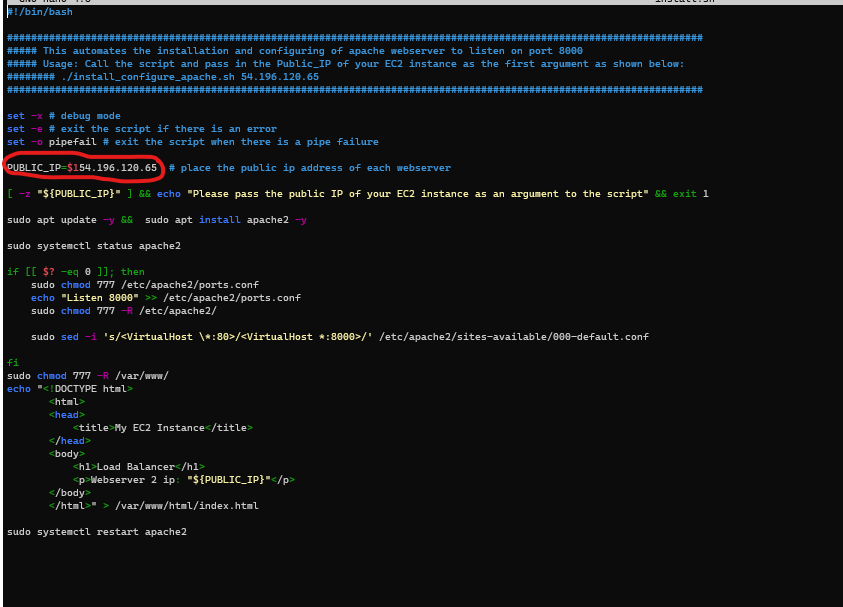 #!/bin/bash
####################################################################################################################
##### This automates the installation and configuring of apache webserver to listen on port 8000
##### Usage: Call the script and pass in the Public_IP of your EC2 instance as the first argument as shown below:
######## ./install_configure_apache.sh 54.196.120.65
####################################################################################################################
set -x # debug mode
set -e # exit the script if there is an error
set -o pipefail # exit the script when there is a pipe failure
PUBLIC_IP=$154.196.120.65 # place the public ip address of each webserver
[ -z "${PUBLIC_IP}" ] && echo "Please pass the public IP of your EC2 instance as an argument to the script" && exit 1
sudo apt update -y &&  sudo apt install apache2 -y
sudo systemctl status apache2
if [[ $? -eq 0 ]]; then
    sudo chmod 777 /etc/apache2/ports.conf
    echo "Listen 8000" >> /etc/apache2/ports.conf
    sudo chmod 777 -R /etc/apache2/
    sudo sed -i 's/<VirtualHost \*:80>/<VirtualHost *:8000>/' /etc/apache2/sites-available/000-default.conf
fi
sudo chmod 777 -R /var/www/
echo "<!DOCTYPE html>
       <html>
       <head>
           <title>My EC2 Instance</title>
       </head>
       <body>
           <h1>Load Balancer</h1>
           <p>Webserver 2 ip: "${PUBLIC_IP}"</p>
       </body>
       </html>" > /var/www/html/index.html
sudo systemctl restart apache2